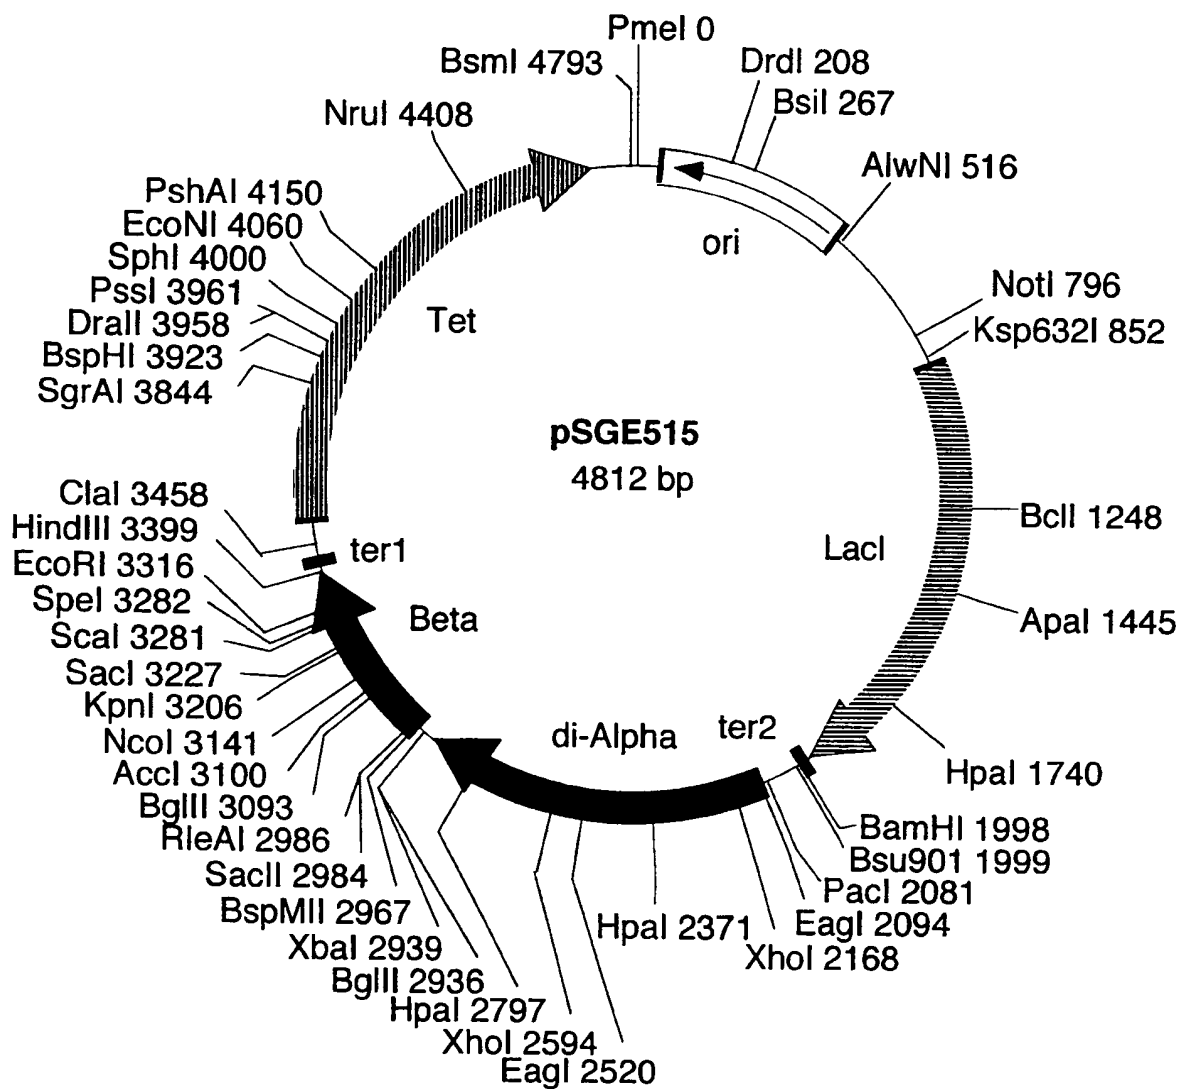 PmeI 0
BsmI 4793
DrdI 208
BsiI 267
NruI 4408
AlwNI 516
PshAI 4150
EcoNI 4060
SphI 4000
PssI 3961
DraII 3958
BspHI 3923
SgrAI 3844
ori
Tet
NotI 796
Ksp632I 852
pSGE515
4812 bp
ClaI 3458
HindIII 3399
EcoRI 3316
SpeI 3282
ScaI 3281
SacI 3227
KpnI 3206
NcoI 3141
AccI 3100
BglII 3093
RleAI 2986
SacII 2984
BspMII 2967
XbaI 2939
BglII 2936
HpaI 2797
XhoI 2594
EagI 2520
ter1
Beta
di-Alpha
ter2
LacI
BclI 1248
ApaI 1445
HpaI 1740
BamHI 1998
Bsu901 1999
PacI 2081
EagI 2094
XhoI 2168
HpaI 2371